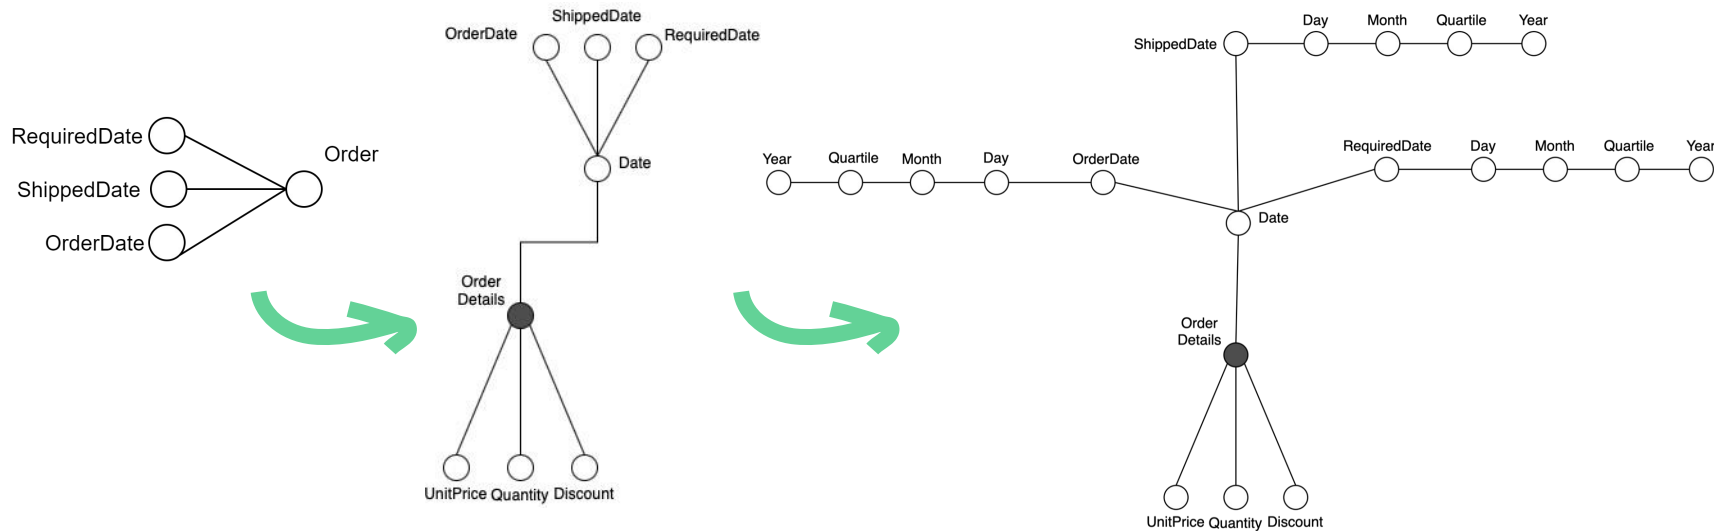 RequiredDate
Order
ShippedDate
OrderDate
ShippedDate
OrderDate
RequiredDate
Date
Order
Details
UnitPrice Quantity Discount
Day Month Quartile Year
ShippedDate
Year Quartile Month Day OrderDate
RequiredDate Day Month Quartile Year
Date
Order
Details
UnitPrice Quantity Discount